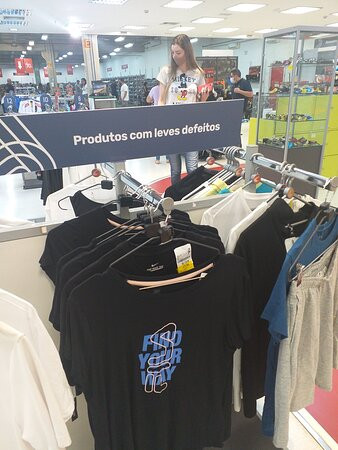 Produtos com leves defeitos
FIND
YOUR
WAY